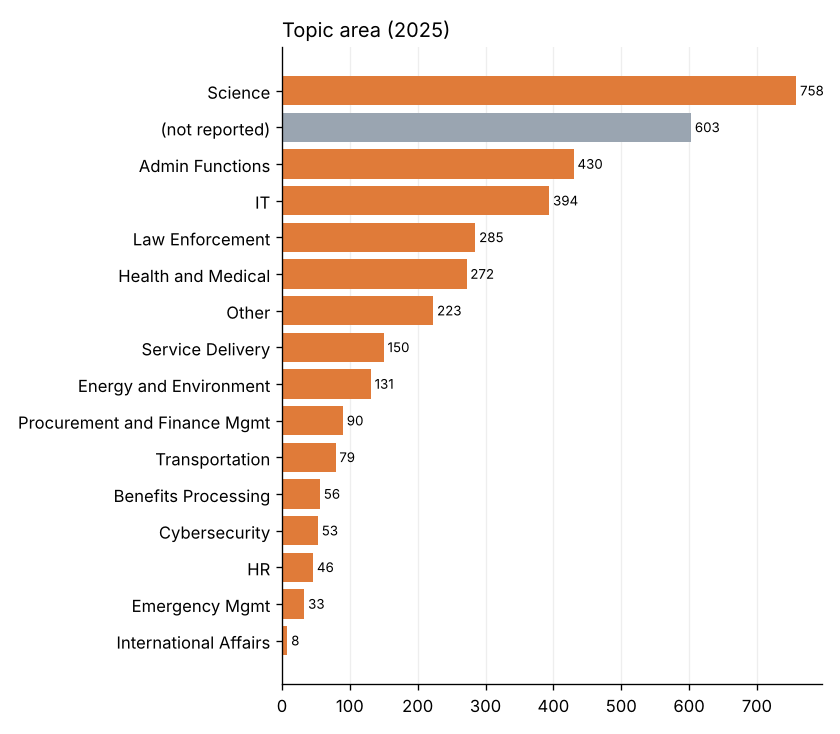 Topic area (2025)
Science 758
(not reported) 603
Admin Functions 430
IT 394
Law Enforcement 285
Health and Medical 272
Other 223
Service Delivery 150
Energy and Environment 131
Procurement and Finance Mgmt 90
Transportation 79
Benefits Processing 56
Cybersecurity 53
HR 46
Emergency Mgmt 33
International Affairs 8
0 100 200 300 400 500 600 700